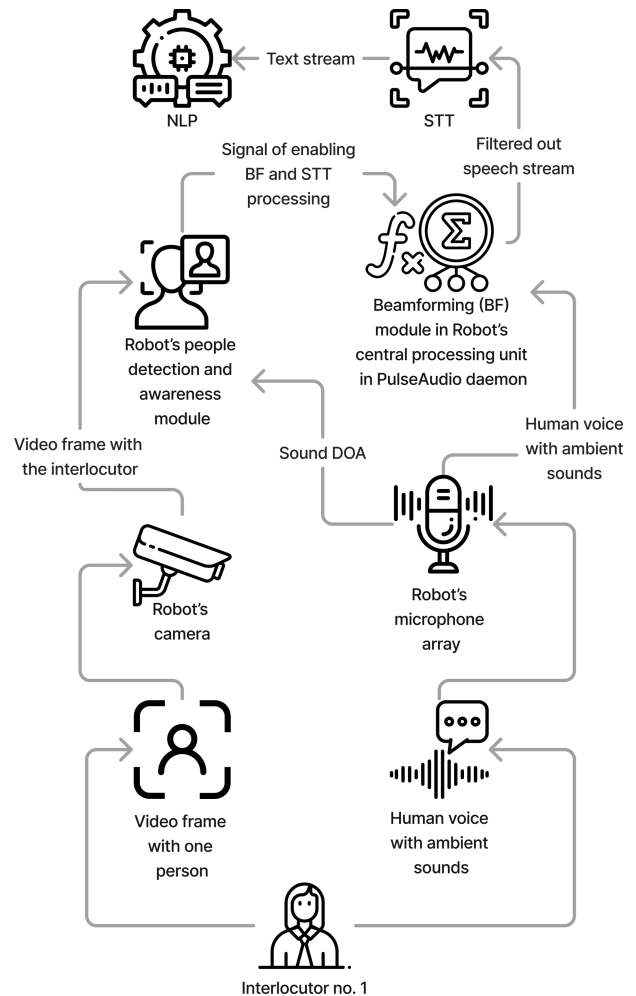 Text stream
NLP
STT
Signal of enabling
BF and STT
processing
Filtered out
speech stream
Beamforming (BF)
module in Robot's
central processing unit
in PulseAudio daemon
Robot's people
detection and
awareness
module
Human voice
with ambient
sounds
Video frame with
the interlocutor
Sound DOA
Robot's
camera
Robot's
microphone
array
Video frame
with one
person
Human voice
with ambient
sounds
Interlocutor no. 1